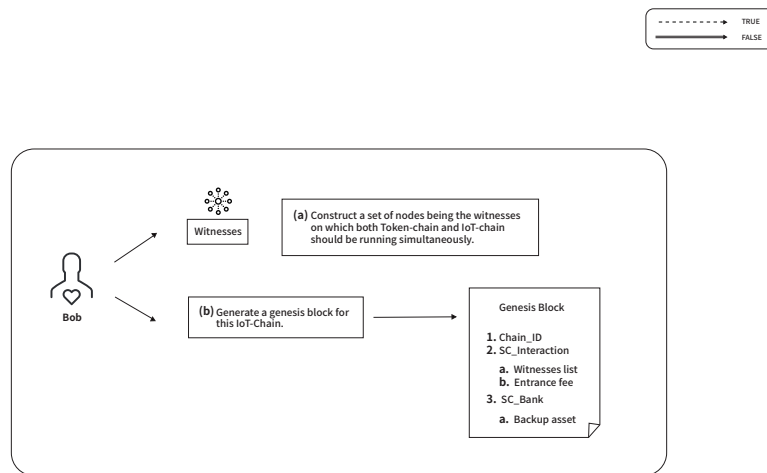 TRUE
FALSE
Witnesses
(a) Construct a set of nodes being the witnesses
on which both Token-chain and IoT-chain
should be running simultaneously.
Bob
(b) Generate a genesis block for
this IoT-Chain.
Genesis Block
1. Chain_ID
2. SC_Interaction
a. Witnesses list
b. Entrance fee
3. SC_Bank
a. Backup asset